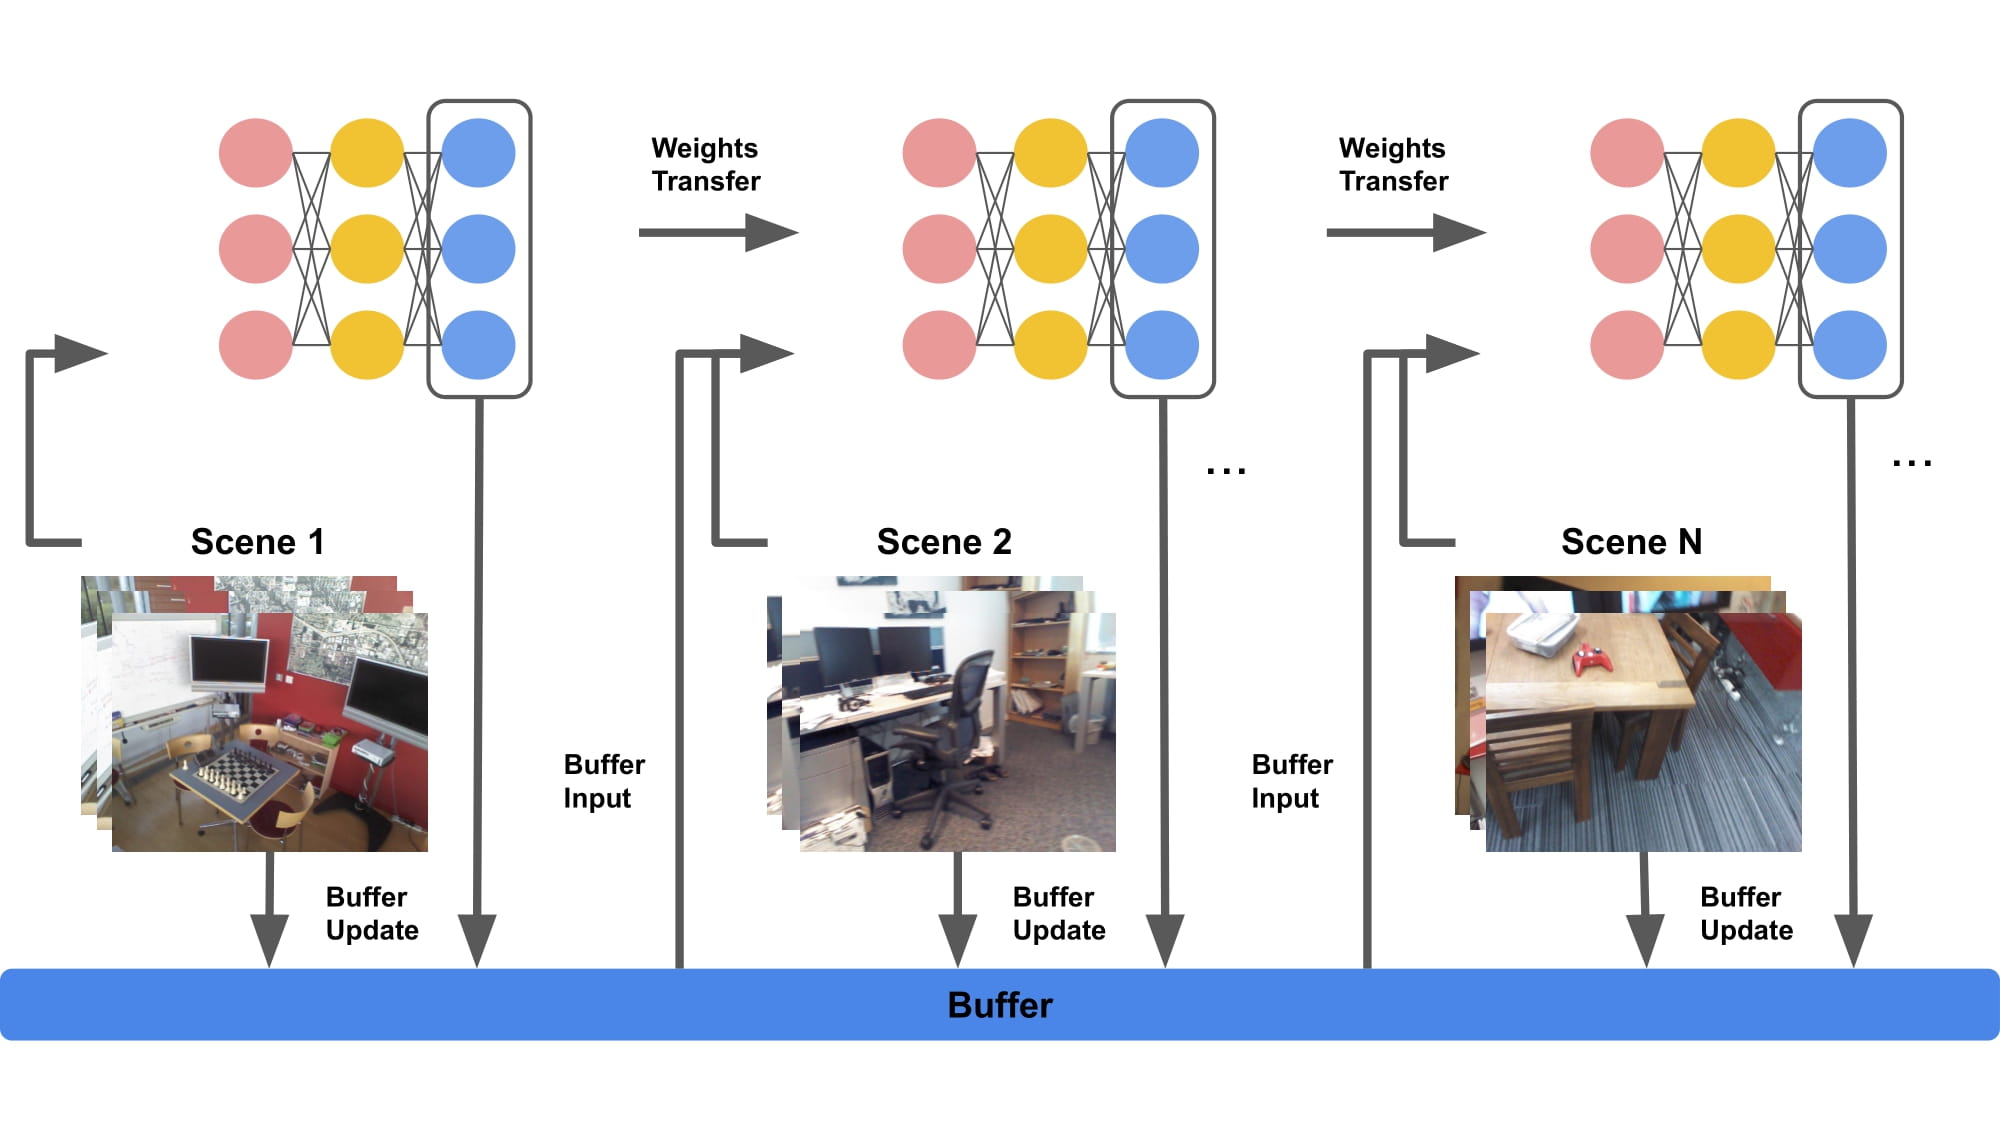 Weights
Transfer
Weights
Transfer
...
...
Scene 1
Scene 2
Scene N
Buffer
Input
Buffer
Input
Buffer
Update
Buffer
Update
Buffer
Update
Buffer